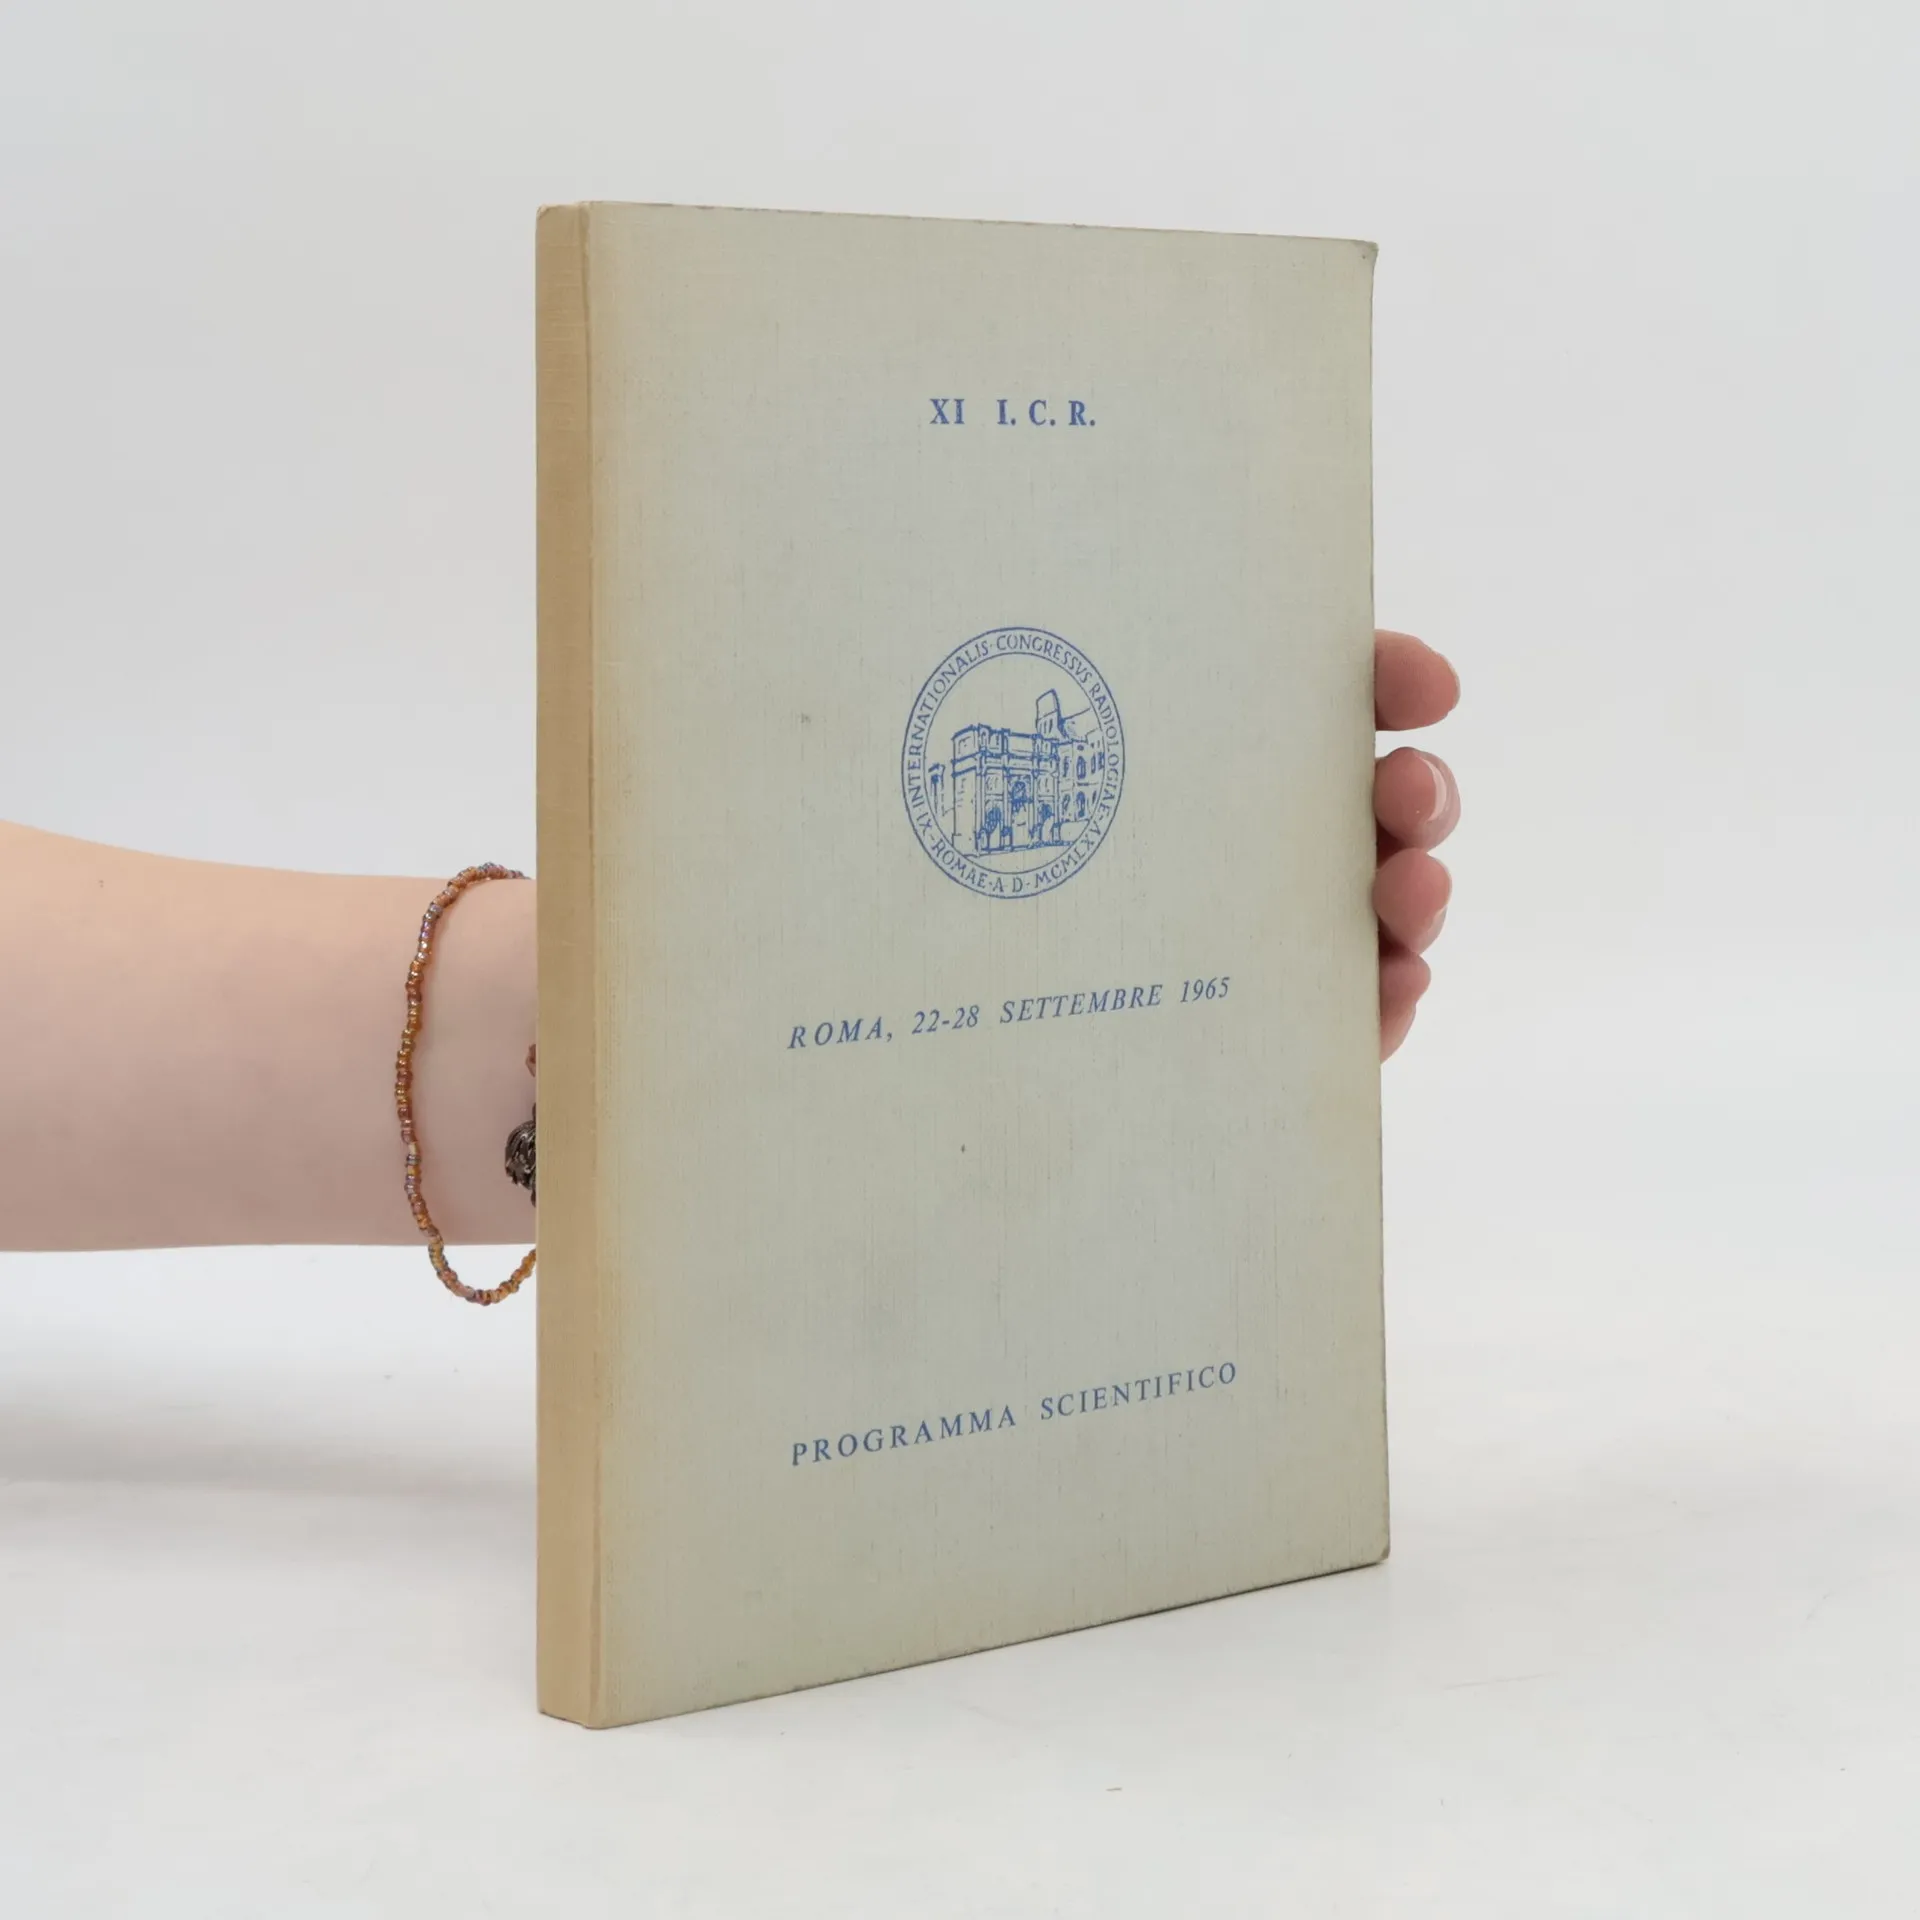 XI I. C. R.
XI·INTERNATIONALIS·CONGRESSVS RADIOLOGIAE·
ROMAE·A D·MCMLXV·
ROMA, 22-28 SETTEMBRE 1965
PROGRAMMA SCIENTIFICO